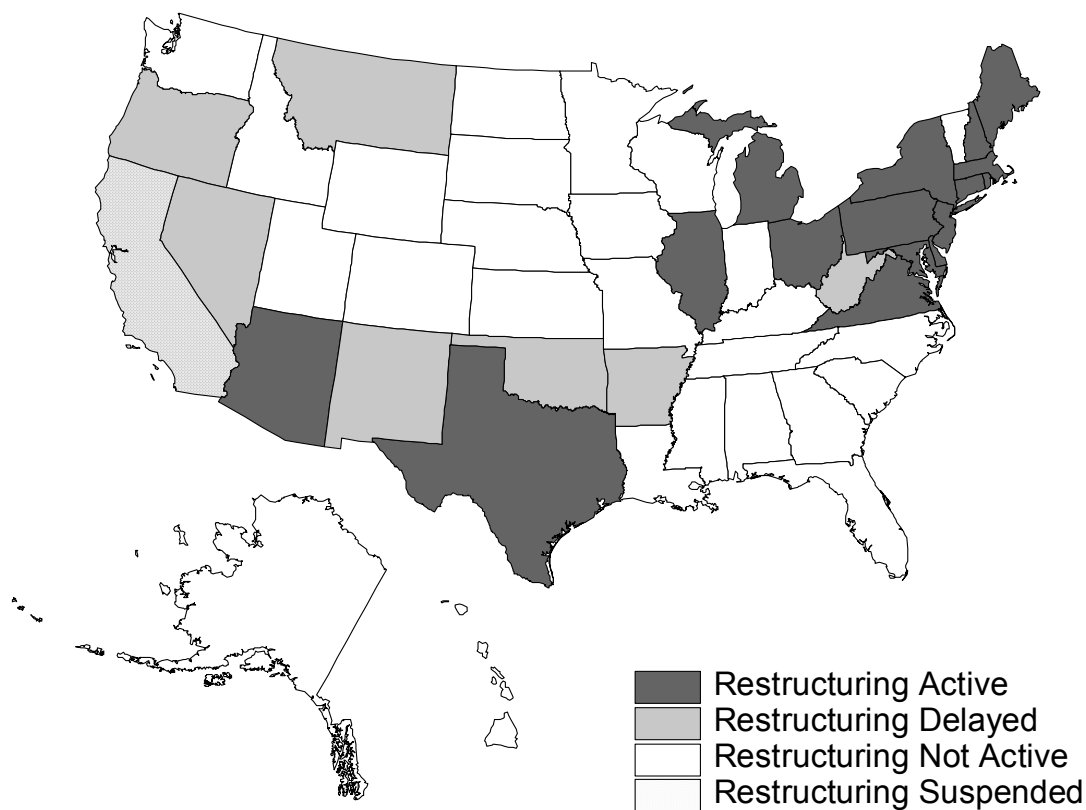 Restructuring Active
Restructuring Delayed
Restructuring Not Active
Restructuring Suspended